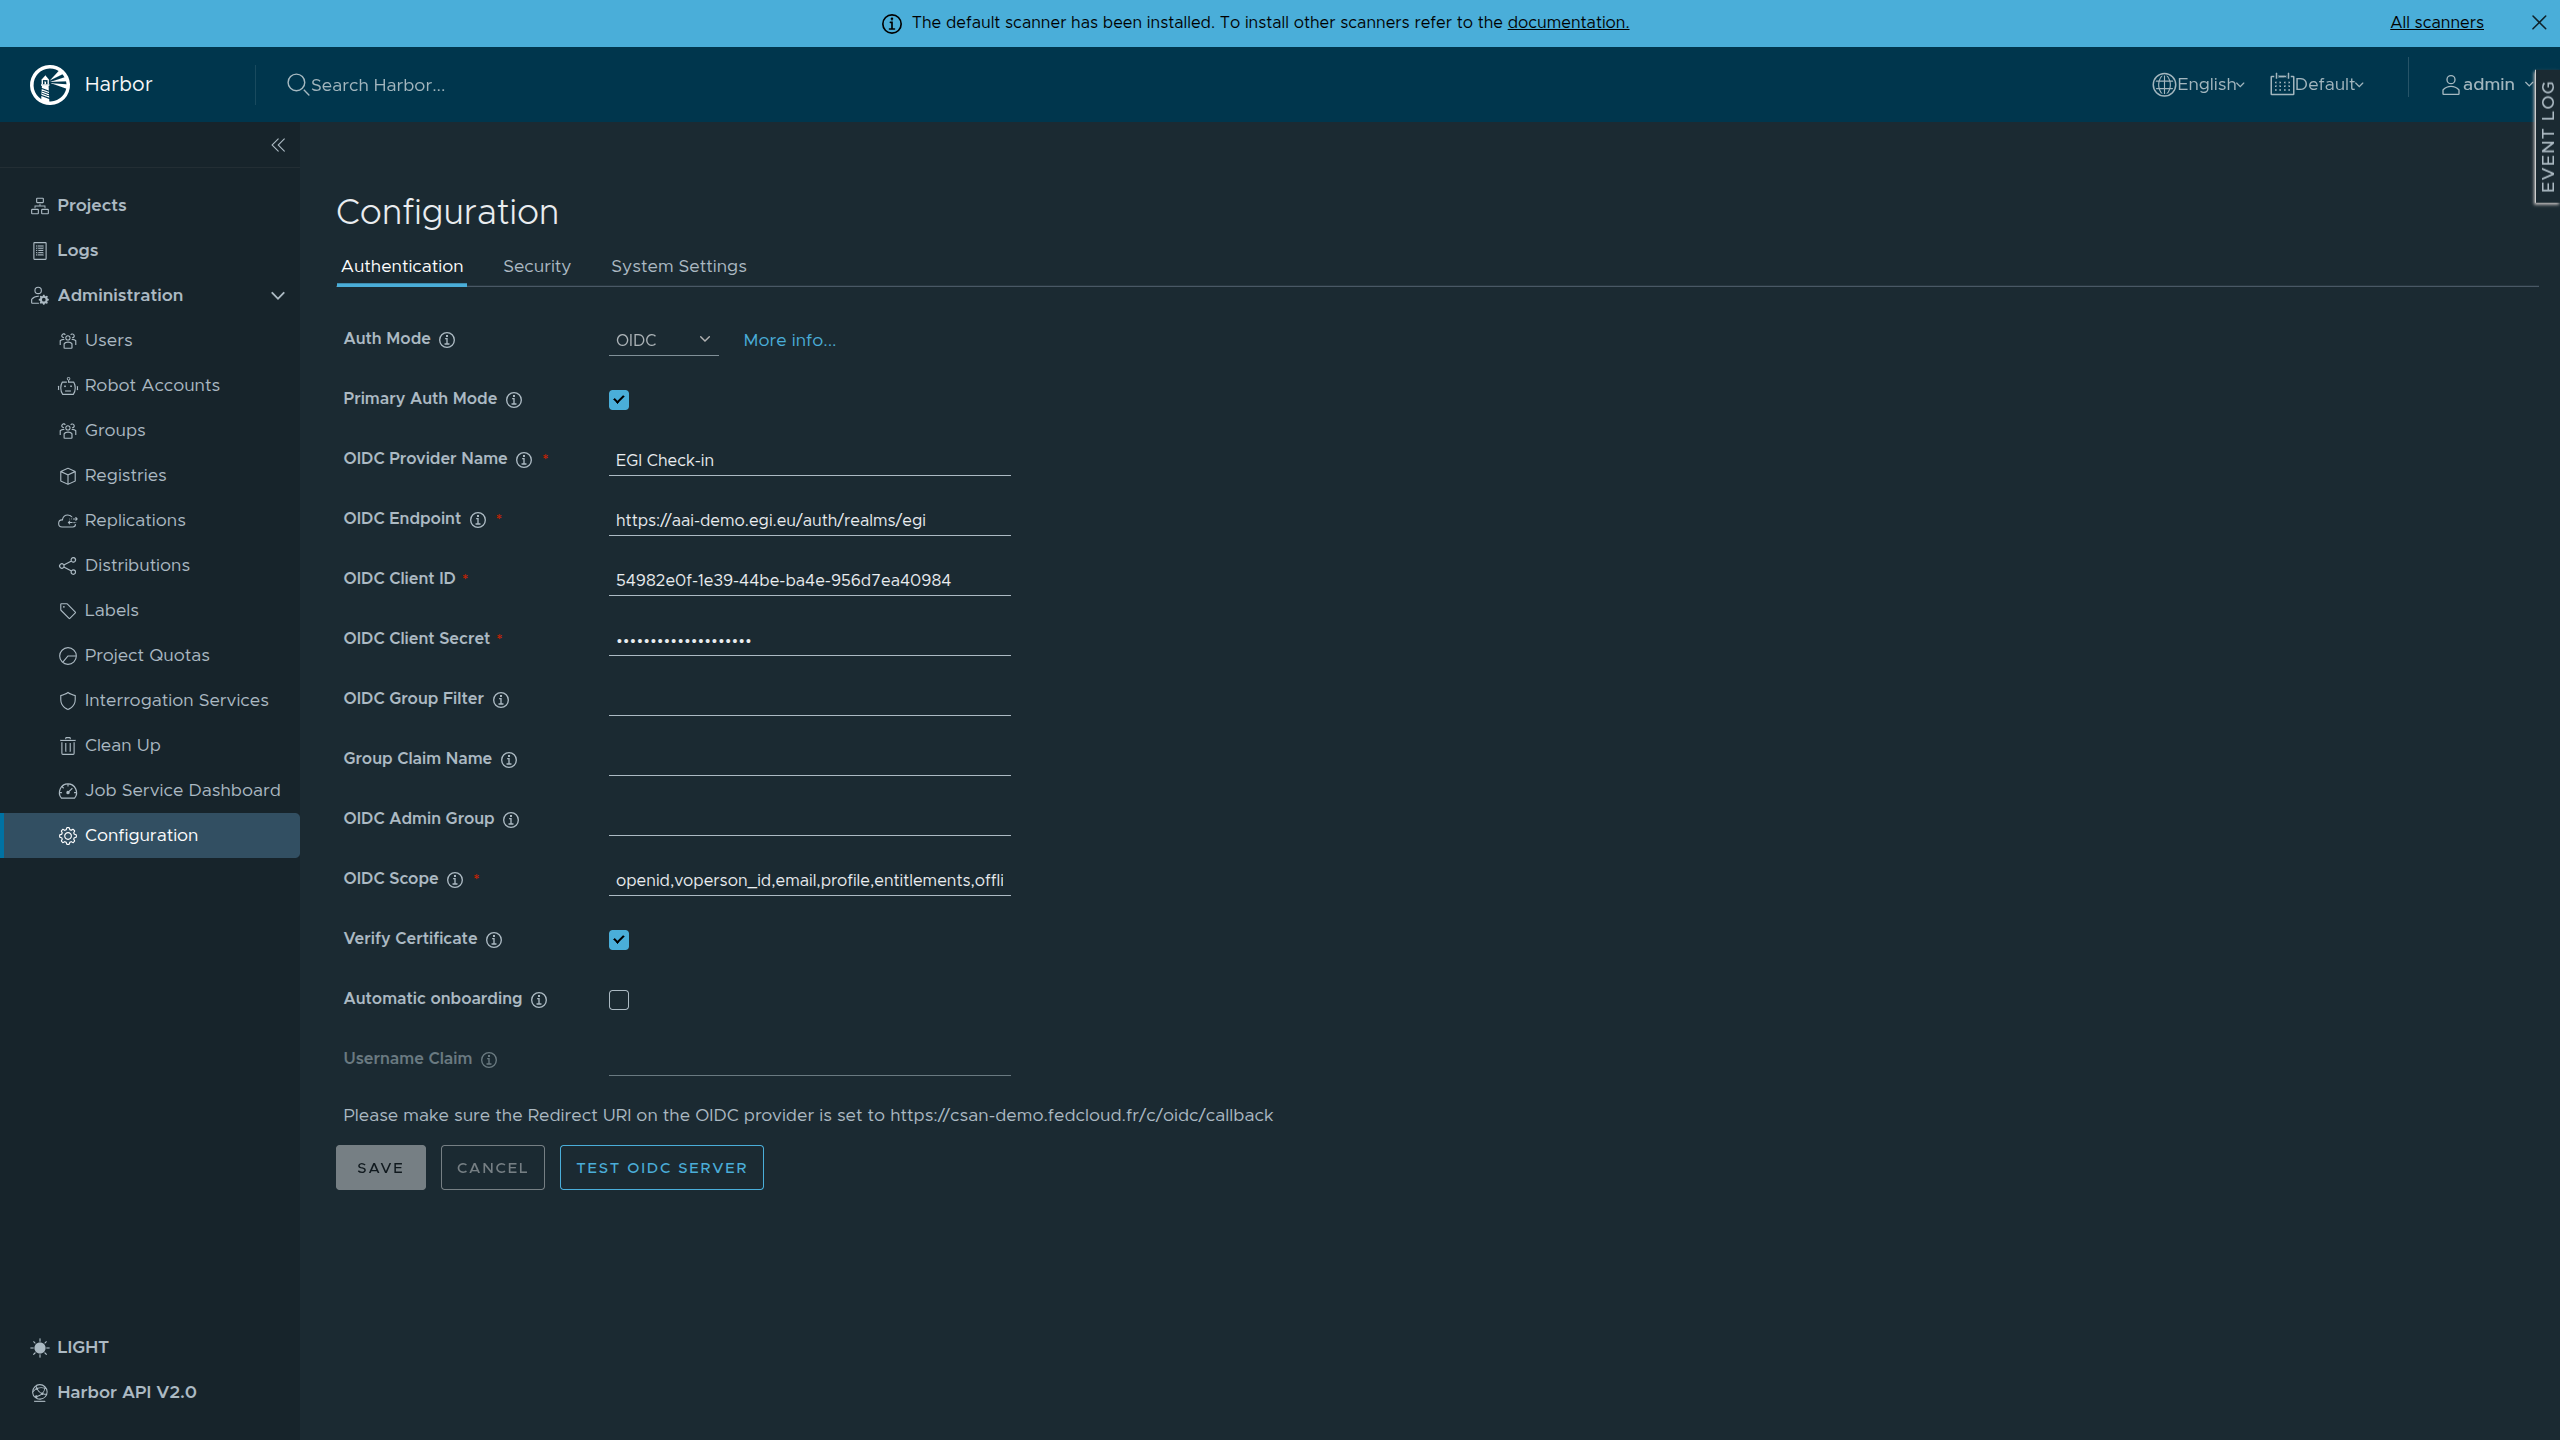 The default scanner has been installed. To install other scanners refer to the documentation.
All scanners
Harbor
Search Harbor...
English
Default
admin
EVENT LOG
Projects
Logs
Administration
Users
Robot Accounts
Groups
Registries
Replications
Distributions
Labels
Project Quotas
Interrogation Services
Clean Up
Job Service Dashboard
Configuration
LIGHT
Harbor API V2.0
Configuration
Authentication Security System Settings
Auth Mode OIDC More info...
Primary Auth Mode
OIDC Provider Name * EGI Check-in
OIDC Endpoint * https://aai-demo.egi.eu/auth/realms/egi
OIDC Client ID * 54982e0f-1e39-44be-ba4e-956d7ea40984
OIDC Client Secret * ••••••••••••••••••••
OIDC Group Filter
Group Claim Name
OIDC Admin Group
OIDC Scope * openid,voperson_id,email,profile,entitlements,offli
Verify Certificate
Automatic onboarding
Username Claim
Please make sure the Redirect URI on the OIDC provider is set to https://csan-demo.fedcloud.fr/c/oidc/callback
SAVE CANCEL TEST OIDC SERVER